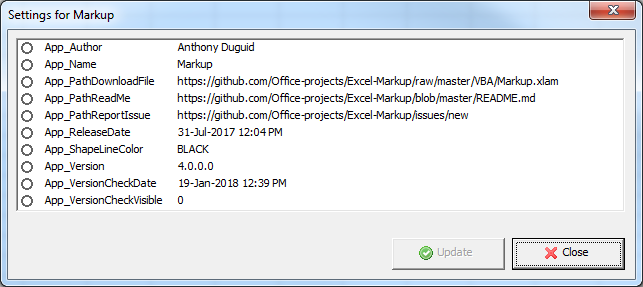 Settings for Markup
App_Author Anthony Duguid
App_Name Markup
App_PathDownloadFile https://github.com/Office-projects/Excel-Markup/raw/master/VBA/Markup.xlam
App_PathReadMe https://github.com/Office-projects/Excel-Markup/blob/master/README.md
App_PathReportIssue https://github.com/Office-projects/Excel-Markup/issues/new
App_ReleaseDate 31-Jul-2017 12:04 PM
App_ShapeLineColor BLACK
App_Version 4.0.0.0
App_VersionCheckDate 19-Jan-2018 12:39 PM
App_VersionCheckVisible 0
Update Close